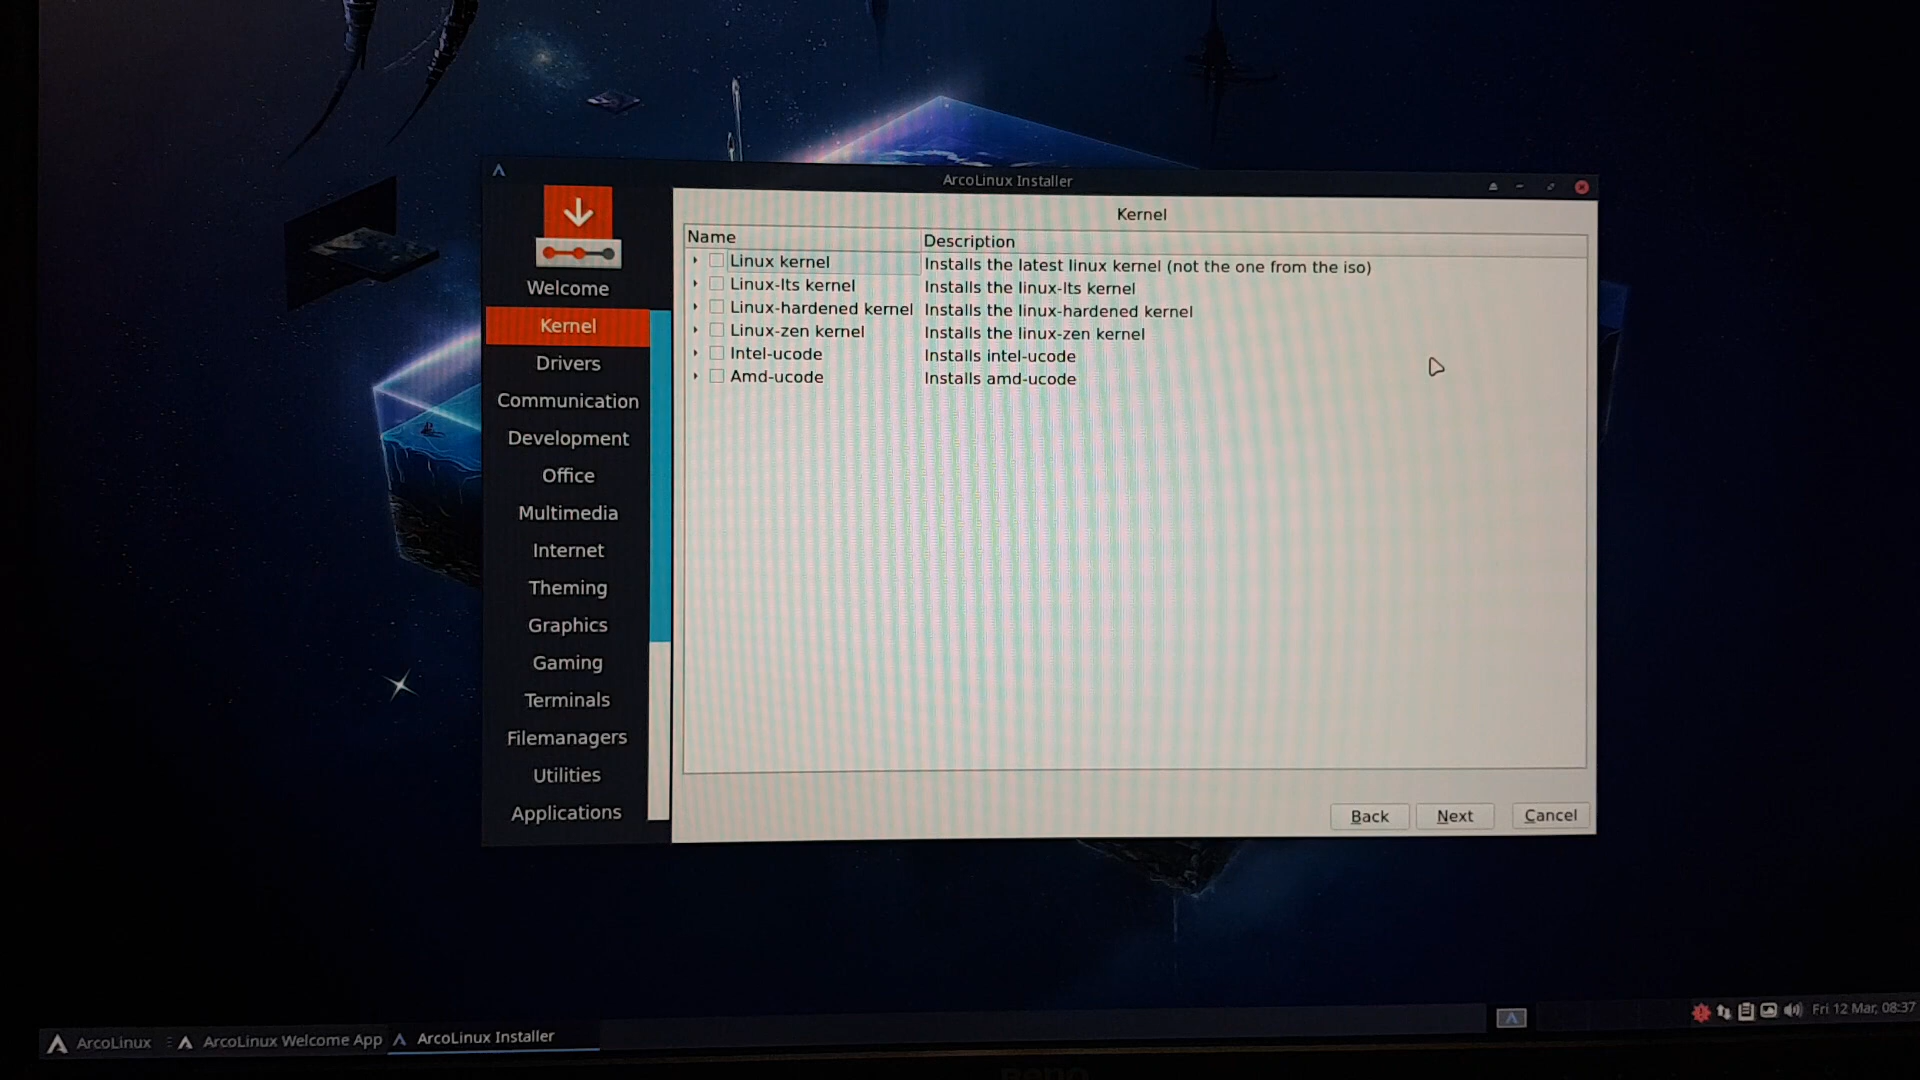 ArcoLinux Installer
Kernel
Name Description
Linux kernel Installs the latest linux kernel (not the one from the iso)
Linux-lts kernel Installs the linux-lts kernel
Linux-hardened kernel Installs the linux-hardened kernel
Linux-zen kernel Installs the linux-zen kernel
Intel-ucode Installs intel-ucode
Amd-ucode Installs amd-ucode
Welcome
Kernel
Drivers
Communication
Development
Office
Multimedia
Internet
Theming
Graphics
Gaming
Terminals
Filemanagers
Utilities
Applications
Back Next Cancel
ArcoLinux ArcoLinux Welcome App ArcoLinux Installer Fri 12 Mar, 08:37
BenQ